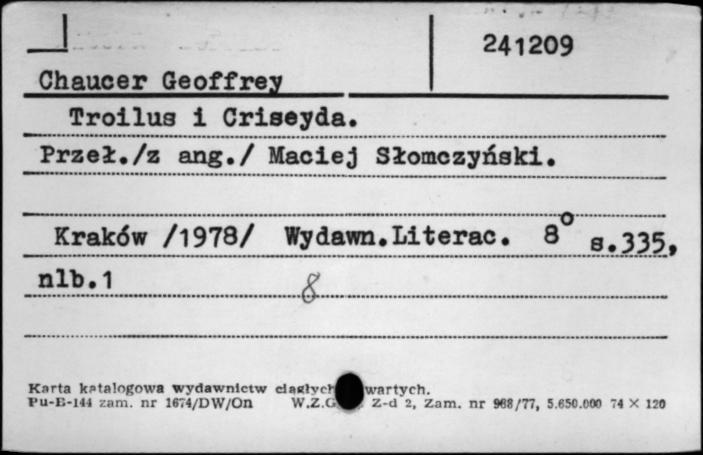 241209
Chaucer Geoffrey
Troilus i Criseyda.
Przeł./z ang./ Maciej Słomczyński.
Kraków /1978/ Wydawn.Literac. 8° s.335,
nlb.1
8
Karta katalogowa wydawnictw ciągłych wartych.
Pu-B-144 zam. nr 1674/DW/On W.Z.G. Z-d 2, Zam. nr 968/77, 5.650.000 74 × 120